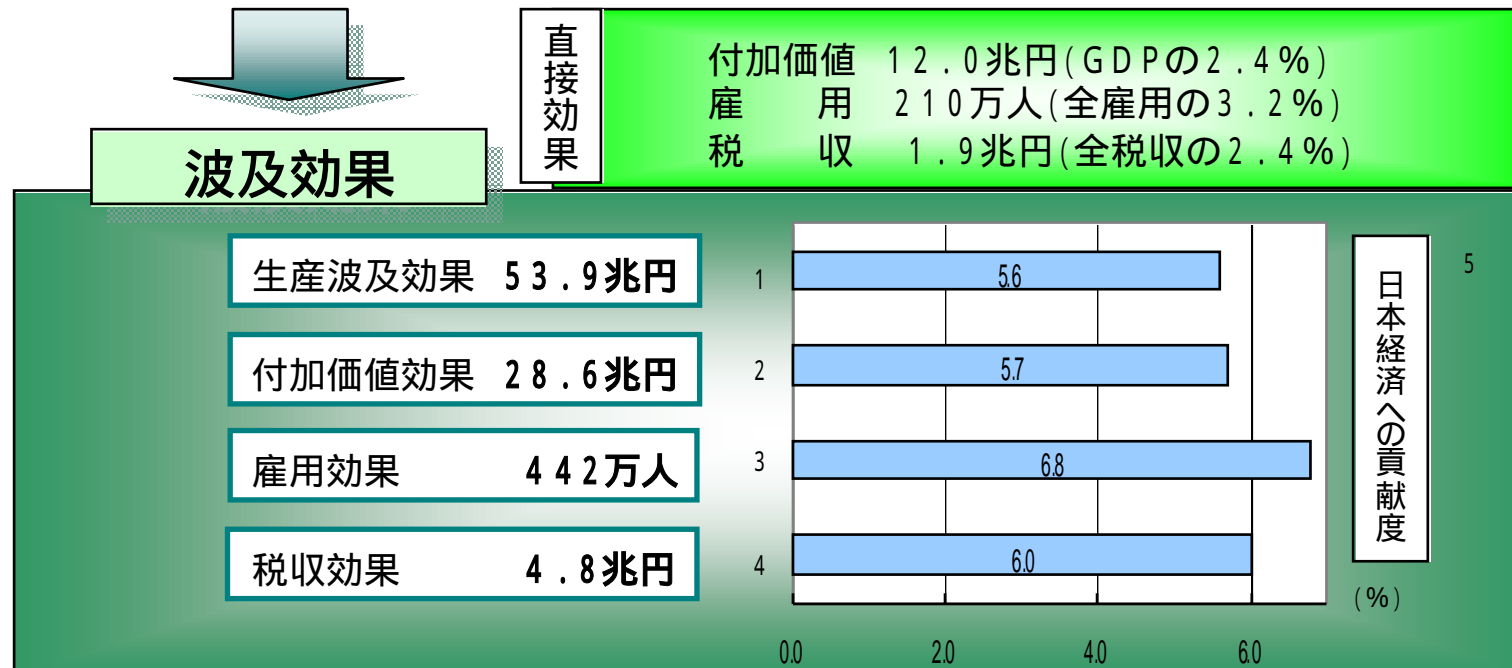 直接効果
付加価値 12.0兆円(GDPの2.4%)
雇 用 210万人(全雇用の3.2%)
税 収 1.9兆円(全税収の2.4%)
波及効果
生産波及効果 53.9兆円
付加価値効果 28.6兆円
雇用効果 442万人
税収効果 4.8兆円
1
5.6
2
5.7
3
6.8
4
6.0
0.0 2.0 4.0 6.0
日本経済への貢献度
5
(%)